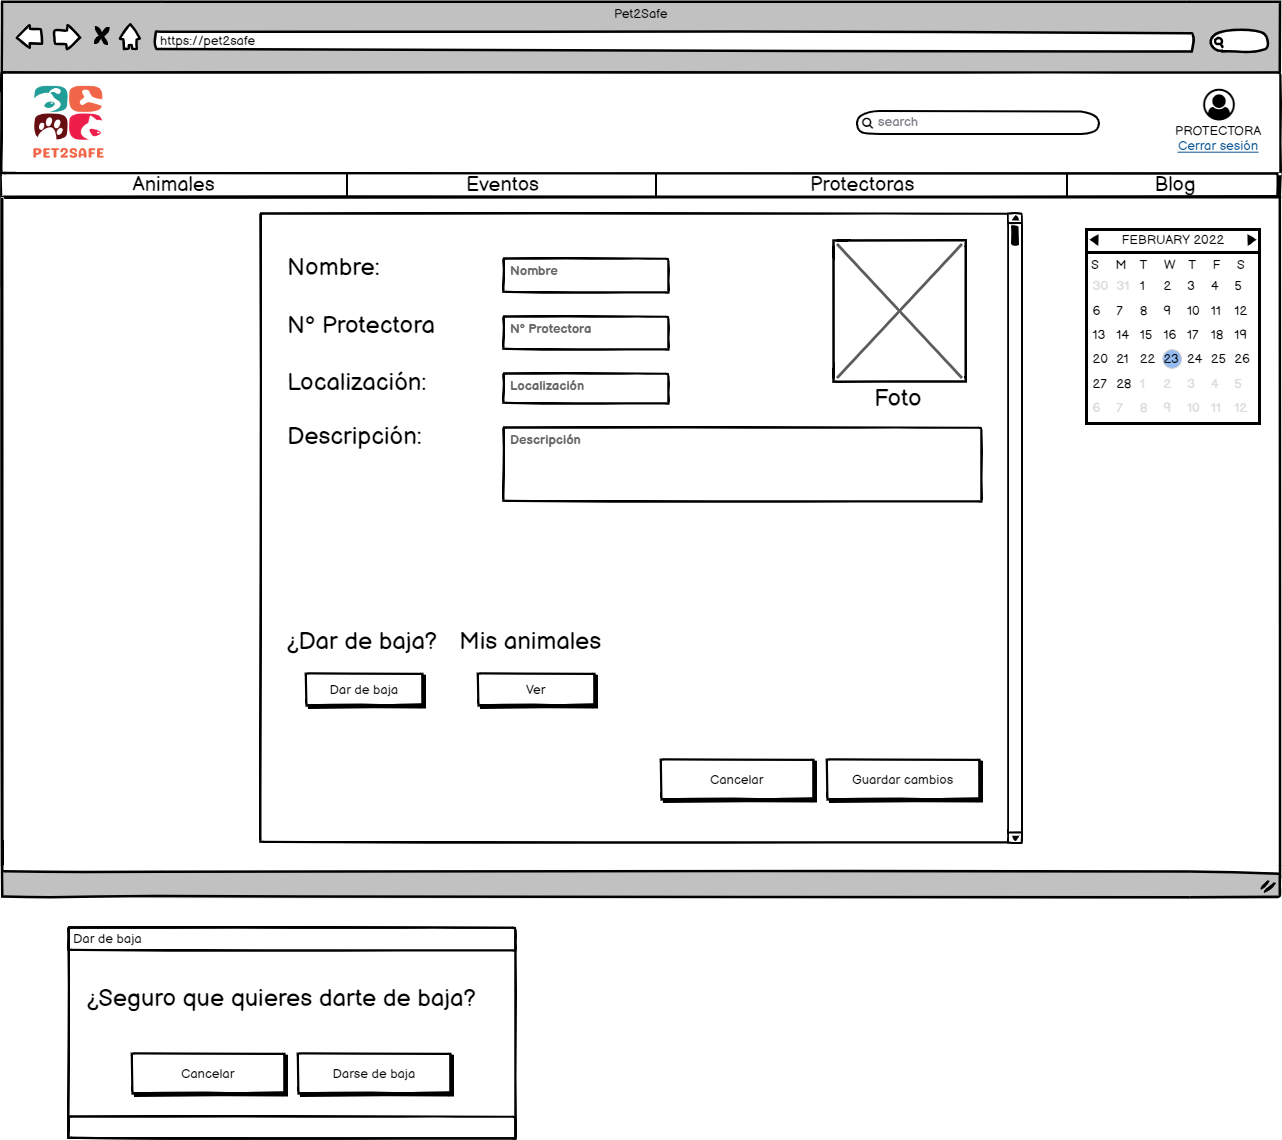 Pet2Safe
https://pet2safe
PET2SAFE
search
PROTECTORA
Cerrar sesión
Animales Eventos Protectoras Blog
Nombre: Nombre
N° Protectora N° Protectora
Localización: Localización
Foto
Descripción: Descripción
FEBRUARY 2022
S M T W T F S
30 31 1 2 3 4 5
6 7 8 9 10 11 12
13 14 15 16 17 18 19
20 21 22 23 24 25 26
27 28 1 2 3 4 5
6 7 8 9 10 11 12
¿Dar de baja? Mis animales
Dar de baja Ver
Cancelar Guardar cambios
Dar de baja
¿Seguro que quieres darte de baja?
Cancelar Darse de baja